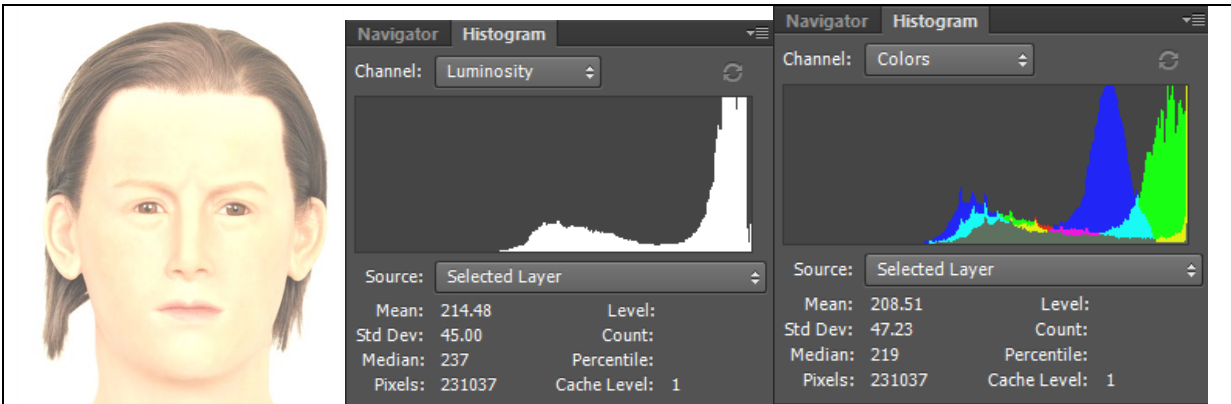 Navigator Histogram
Channel: Luminosity
Source: Selected Layer
Mean: 214.48 Level:
Std Dev: 45.00 Count:
Median: 237 Percentile:
Pixels: 231037 Cache Level: 1
Navigator Histogram
Channel: Colors
Source: Selected Layer
Mean: 208.51 Level:
Std Dev: 47.23 Count:
Median: 219 Percentile:
Pixels: 231037 Cache Level: 1